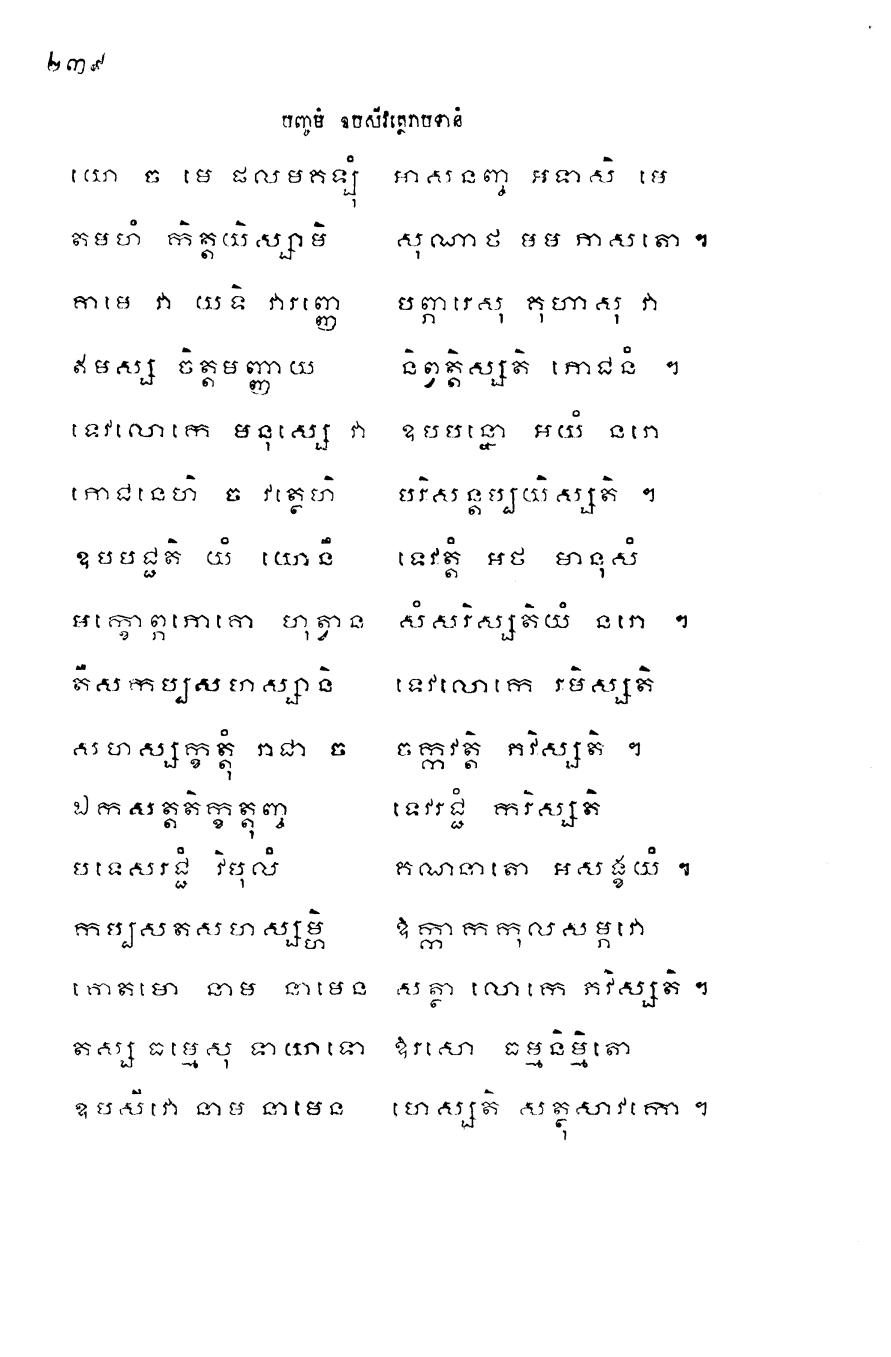 ២៣៩
បញ្ចមំ ឧបសីវត្ថេរាបទានំ
យោ ច មេ ផលមទាឡ្ហុំ អាសនញ្ច អទាសិ មេ
តមហំ កិត្តយិស្សាមិ សុណាថ មម ភាសតោ ។
គាមេ វា យទិ វារញ្ញេ បព្ភារេសុ គុហាសុ វា
ឥមស្ស ចិត្តមញ្ញាយ និព្វត្តិស្សតិ ភោជនំ ។
ទេវលោកេ មនុស្សេ វា ឧបបន្នោ អយំ នរោ
ភោជនេហិ ច វត្ថេហិ បរិសន្តប្បយិស្សតិ ។
ឧបបជ្ជតិ យំ យោនឹ ទេវត្តំ អថ មានុសំ
អក្ខោព្ភភោគោ ហុត្វាន សំសរិស្សតិយំ នរោ ។
តឹសកប្បសហស្សានិ ទេវលោកេ រមិស្សតិ
សហស្សក្ខត្តុំ រាជា ច ចក្កវត្តិ ភវិស្សតិ ។
ឯកសត្តតិក្ខត្តុញ្ច ទេវរជ្ជំ ករិស្សតិ
បទេសរជ្ជំ វិបុលំ គណនាតោ អសង្ខយំ ។
កប្បសតសហស្សម្ហិ ឱក្កាកកុលសម្ភវោ
គោតមោ នាម នាមេន សត្ថា លោកេ ភវិស្សតិ ។
តស្ស ធម្មេសុ ទាយាទោ ឱរសោ ធម្មនិម្មិតោ
ឧបសីវោ នាម នាមេន ហេស្សតិ សត្ថុសាវកោ ។